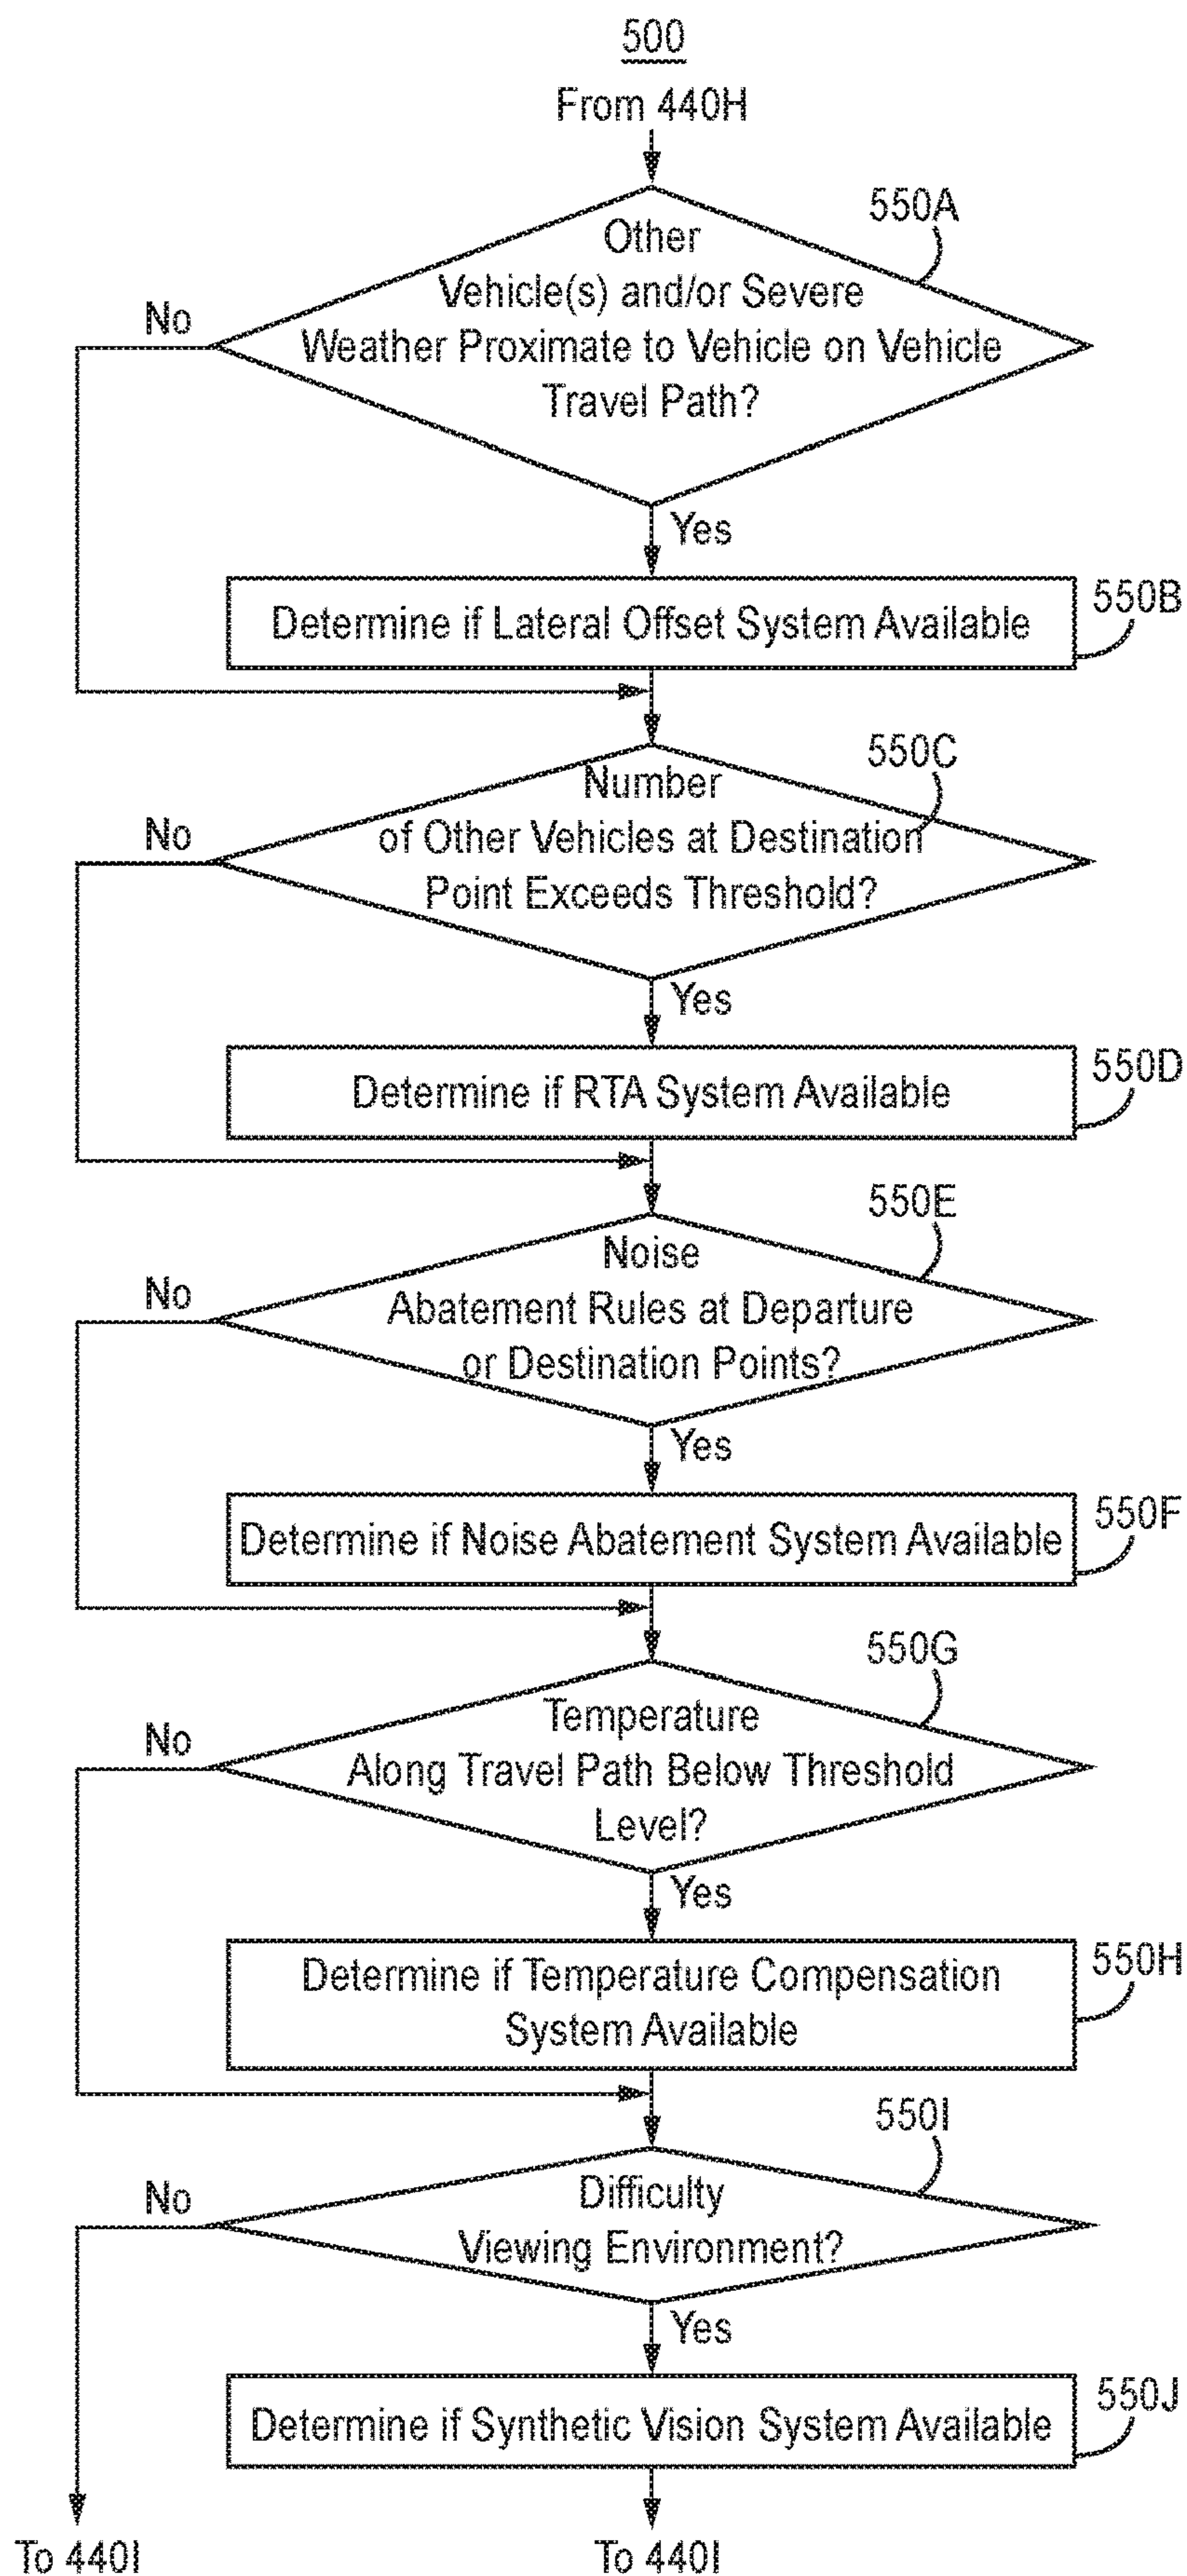 500
From 440H
550A
Other
Vehicle(s) and/or Severe
No
Weather Proximate to Vehicle on Vehicle
Travel Path?
Yes
550B
Determine if Lateral Offset System Available
550C
Number
No
of Other Vehicles at Destination
Point Exceeds Threshold?
Yes
550D
Determine if RTA System Available
550E
Noise
No
Abatement Rules at Departure
or Destination Points?
Yes
550F
Determine if Noise Abatement System Available
550G
Temperature
No
Along Travel Path Below Threshold
Level?
Yes
550H
Determine if Temperature Compensation
System Available
550I
Difficulty
No
Viewing Environment?
Yes
550J
Determine if Synthetic Vision System Available
To 440I
To 440I